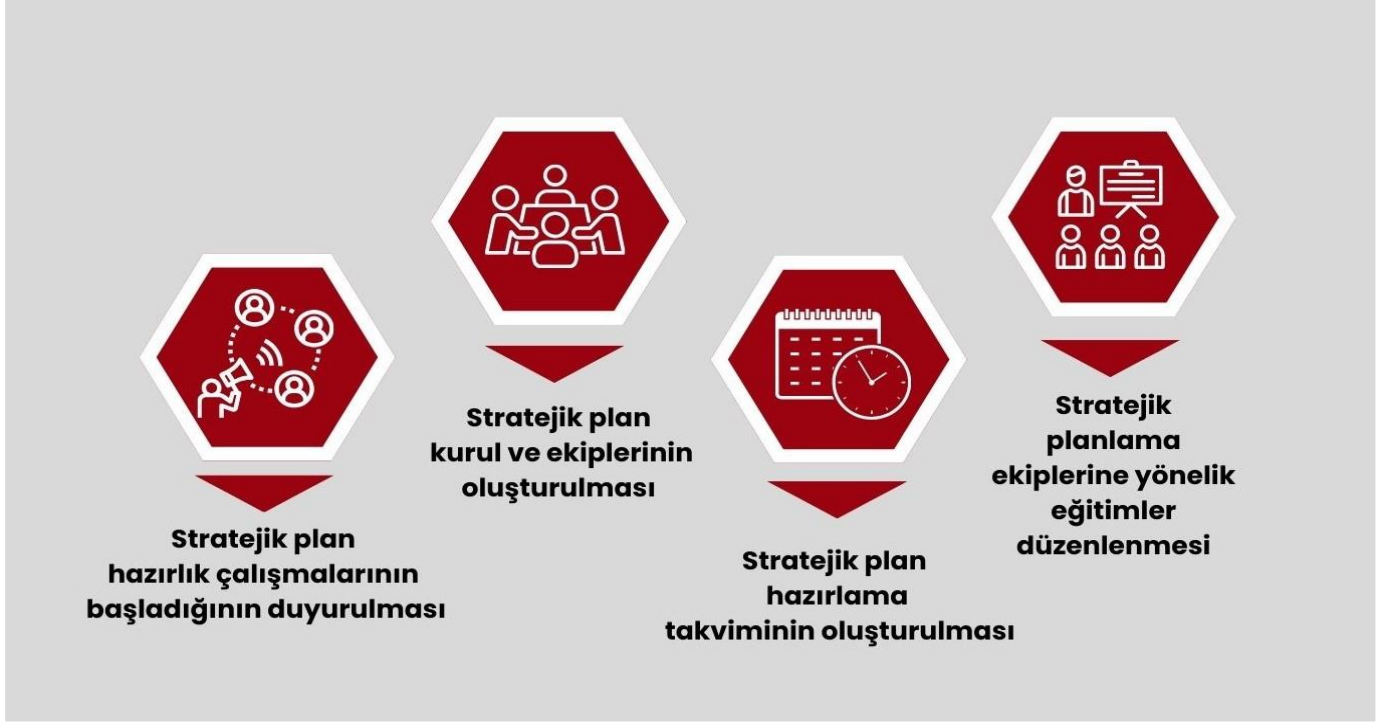 Stratejik plan
hazırlık çalışmalarının
başladığının duyurulması
Stratejik plan
kurul ve ekiplerinin
oluşturulması
Stratejik plan
hazırlama
takviminin oluşturulması
Stratejik
planlama
ekiplerine yönelik
eğitimler
düzenlenmesi